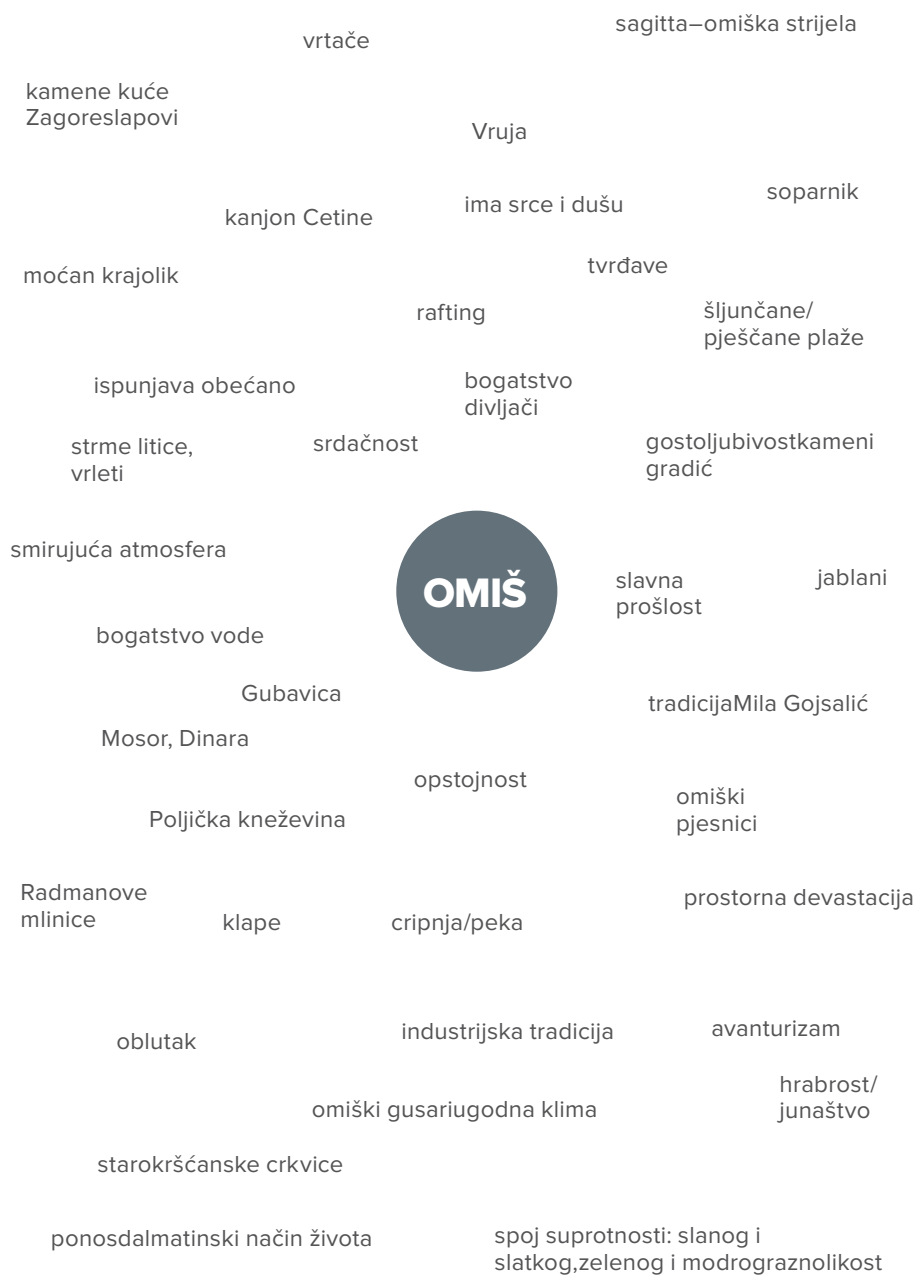 sagitta–omiška strijela
vrtače
kamene kuće
Zagoreslapovi
Vruja
soparnik
ima srce i dušu
kanjon Cetine
tvrđave
moćan krajolik
rafting
šljunčane/
pješčane plaže
ispunjava obećano
bogatstvo
divljači
strme litice,
vrleti
srdačnost
gostoljubivostkameni
gradić
smirujuća atmosfera
OMIŠ
slavna
prošlost
jablani
bogatstvo vode
Gubavica
tradicijaMila Gojsalić
Mosor, Dinara
opstojnost
omiški
pjesnici
Poljička kneževina
Radmanove
mlinice
klape
cripnja/peka
prostorna devastacija
oblutak
industrijska tradicija
avanturizam
hrabrost/
junaštvo
omiški gusariugodna klima
starokršćanske crkvice
ponosdalmatinski način života
spoj suprotnosti: slanog i
slatkog,zelenog i modrograznolikost